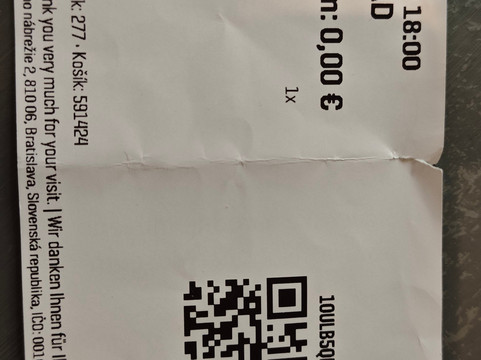 18:00
0,00 €
1x
277 • Košík: 591424
you very much for your visit. | Wir danken Ihnen für
nábrežie 2, 810 06, Bratislava, Slovenská republika, IČO: